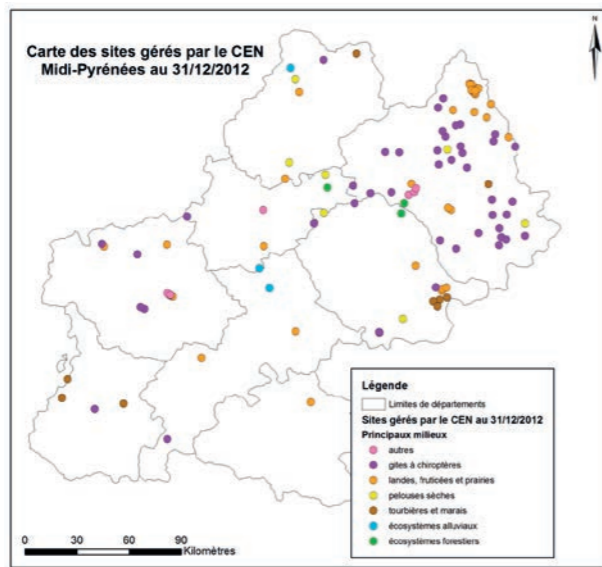 Carte des sites gérés par le CEN
Midi-Pyrénées au 31/12/2012
N
Légende
Limites de départements
Sites gérés par le CEN au 31/12/2012
Principaux milieux
autres
gites à chiroptères
landes, fruticées et prairies
pelouses sèches
tourbières et marais
écosystèmes alluviaux
écosystèmes forestiers
0 15 30 60 90
Kilomètres